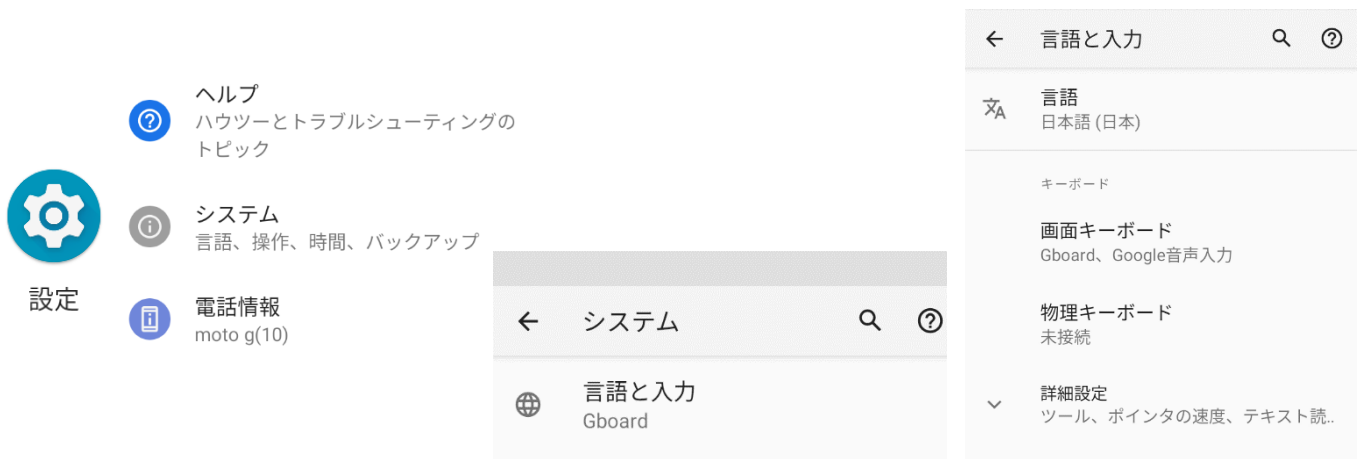 設定
ヘルプ
ハウツーとトラブルシューティングの
トピック
システム
言語、操作、時間、バックアップ
電話情報
moto g(10)
システム
言語と入力
Gboard
言語と入力
言語
日本語 (日本)
キーボード
画面キーボード
Gboard、Google音声入力
物理キーボード
未接続
詳細設定
ツール、ポインタの速度、テキスト読..